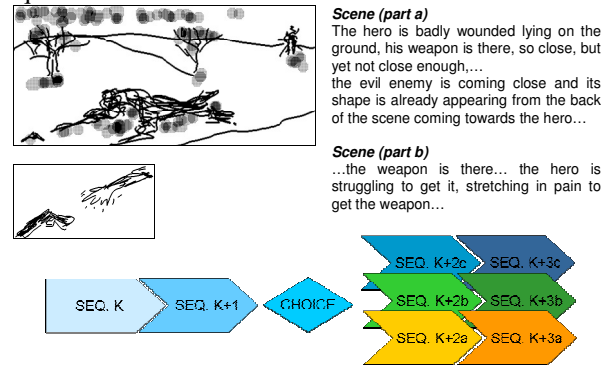 Scene (part a)
The hero is badly wounded lying on the
ground, his weapon is there, so close, but
yet not close enough,...
the evil enemy is coming close and its
shape is already appearing from the back
of the scene coming towards the hero...
Scene (part b)
...the weapon is there... the hero is
struggling to get it, stretching in pain to
get the weapon...
SEQ. K+2c SEQ. K+3c
SEQ. K SEQ. K+1 CHOICE SEQ. K+2b SEQ. K+3b
SEQ. K+2a SEQ. K+3a